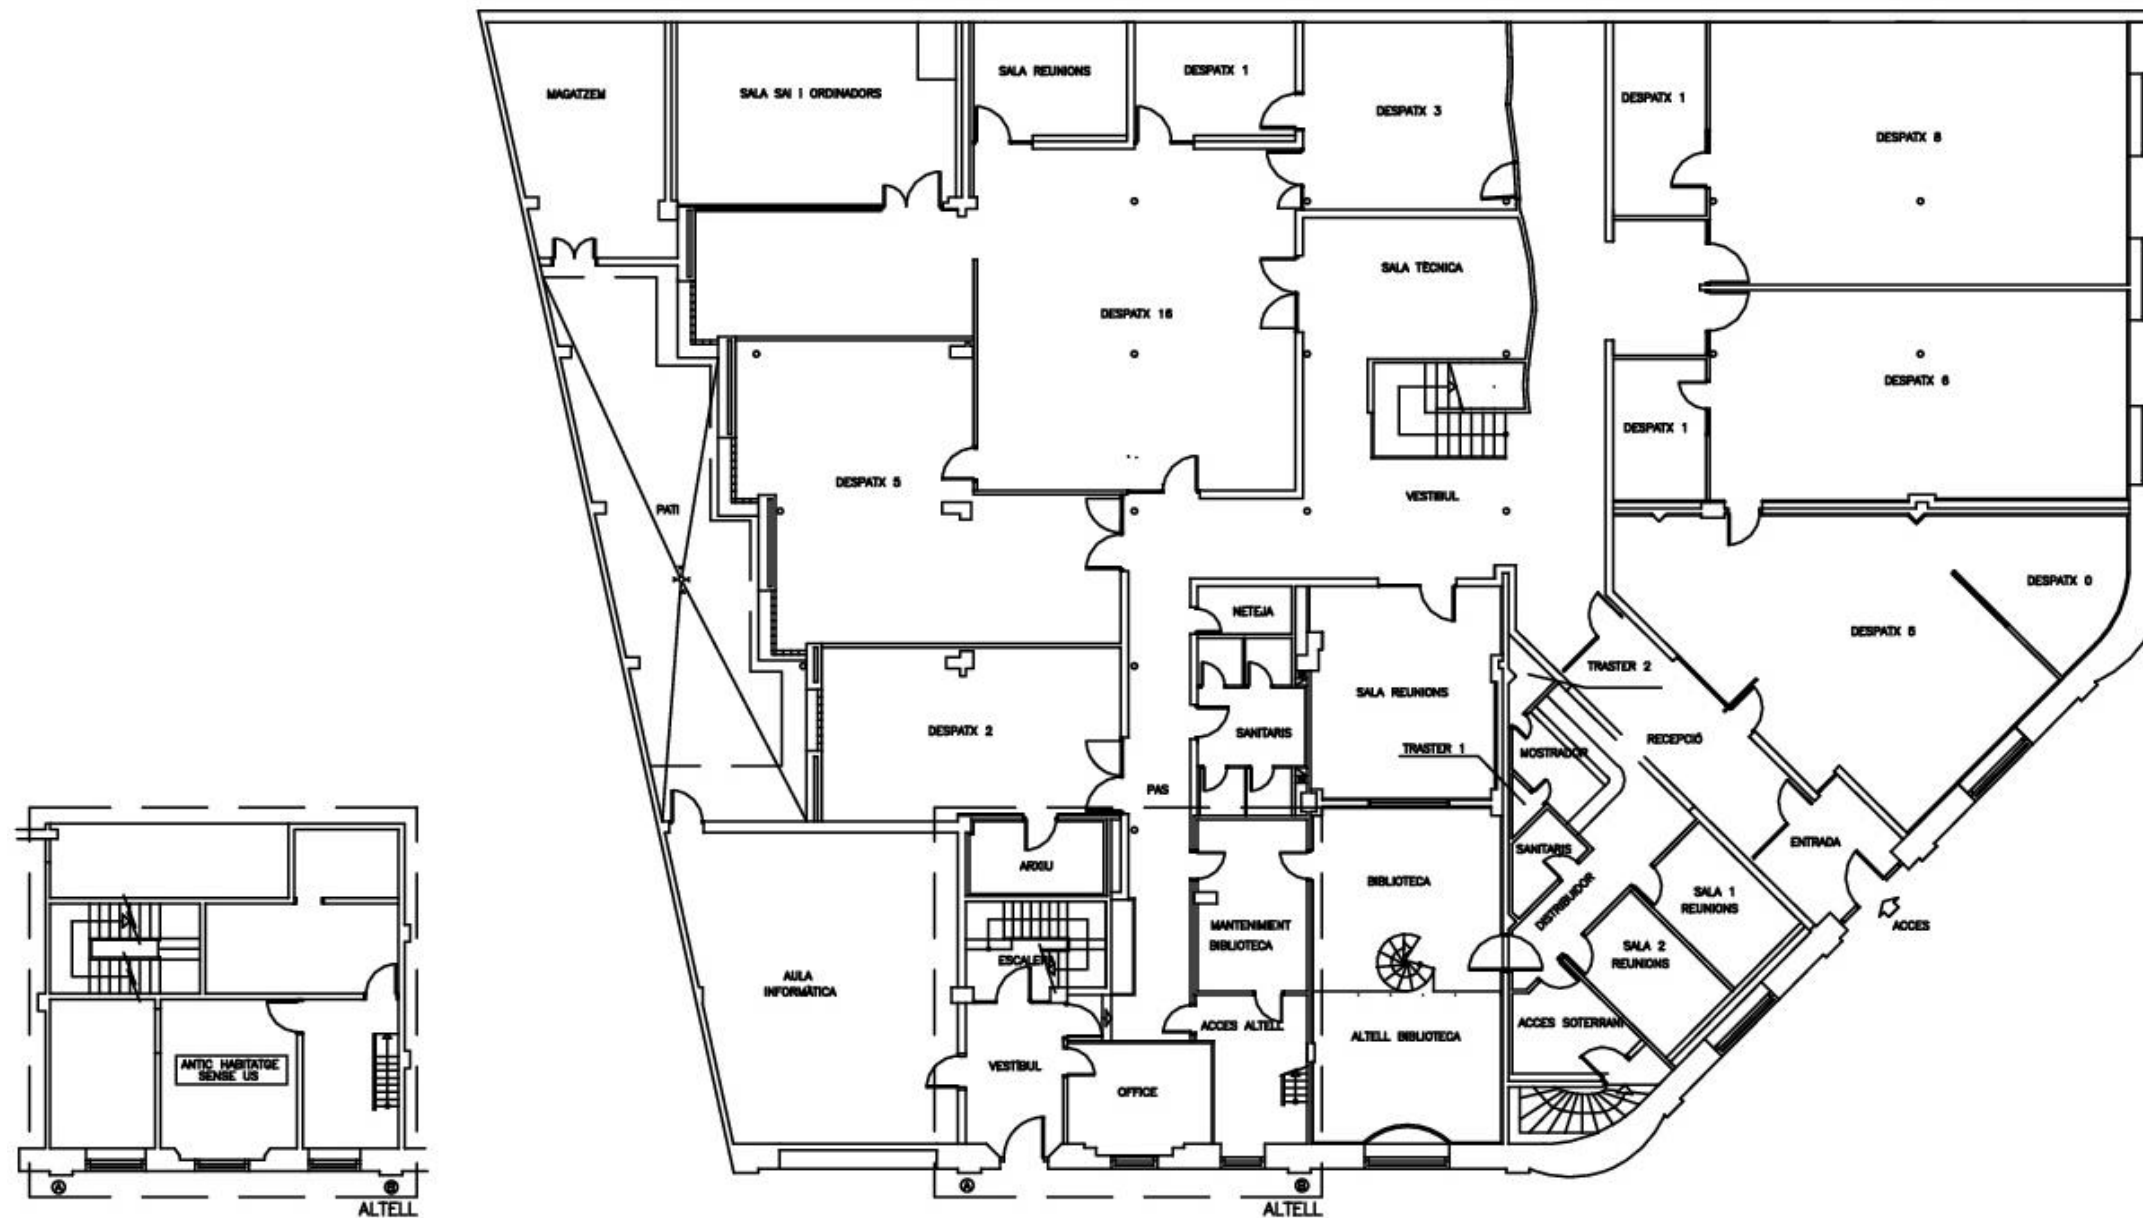 MAGATZEM
SALA SAI I ORDINADORS
SALA REUNIONS
DESPATX 1
DESPATX 3
DESPATX 1
DESPATX 8
SALA TÈCNICA
DESPATX 16
DESPATX 6
DESPATX 1
DESPATX 5
VESTIBUL
PATI
DESPATX 0
NETEJA
DESPATX 5
TRASTER 2
SALA REUNIONS
DESPATX 2
SANITARIS
RECEPCIÓ
TRASTER 1
MOSTRADOR
PAS
ENTRADA
SANITARIS
ARXIU
BIBLIOTECA
DISTRIBUIDOR
SALA 1
REUNIONS
ACCES
MANTENIMENT
BIBLIOTECA
SALA 2
REUNIONS
ESCALERA
AULA
INFORMÀTICA
ACCES ALTELL
ALTELL BIBLIOTECA
ACCES SOTERRANI
ANTIC HABITATGE
SENSE US
VESTÍBUL
OFFICE
A
B
A
B
ALTELL
ALTELL